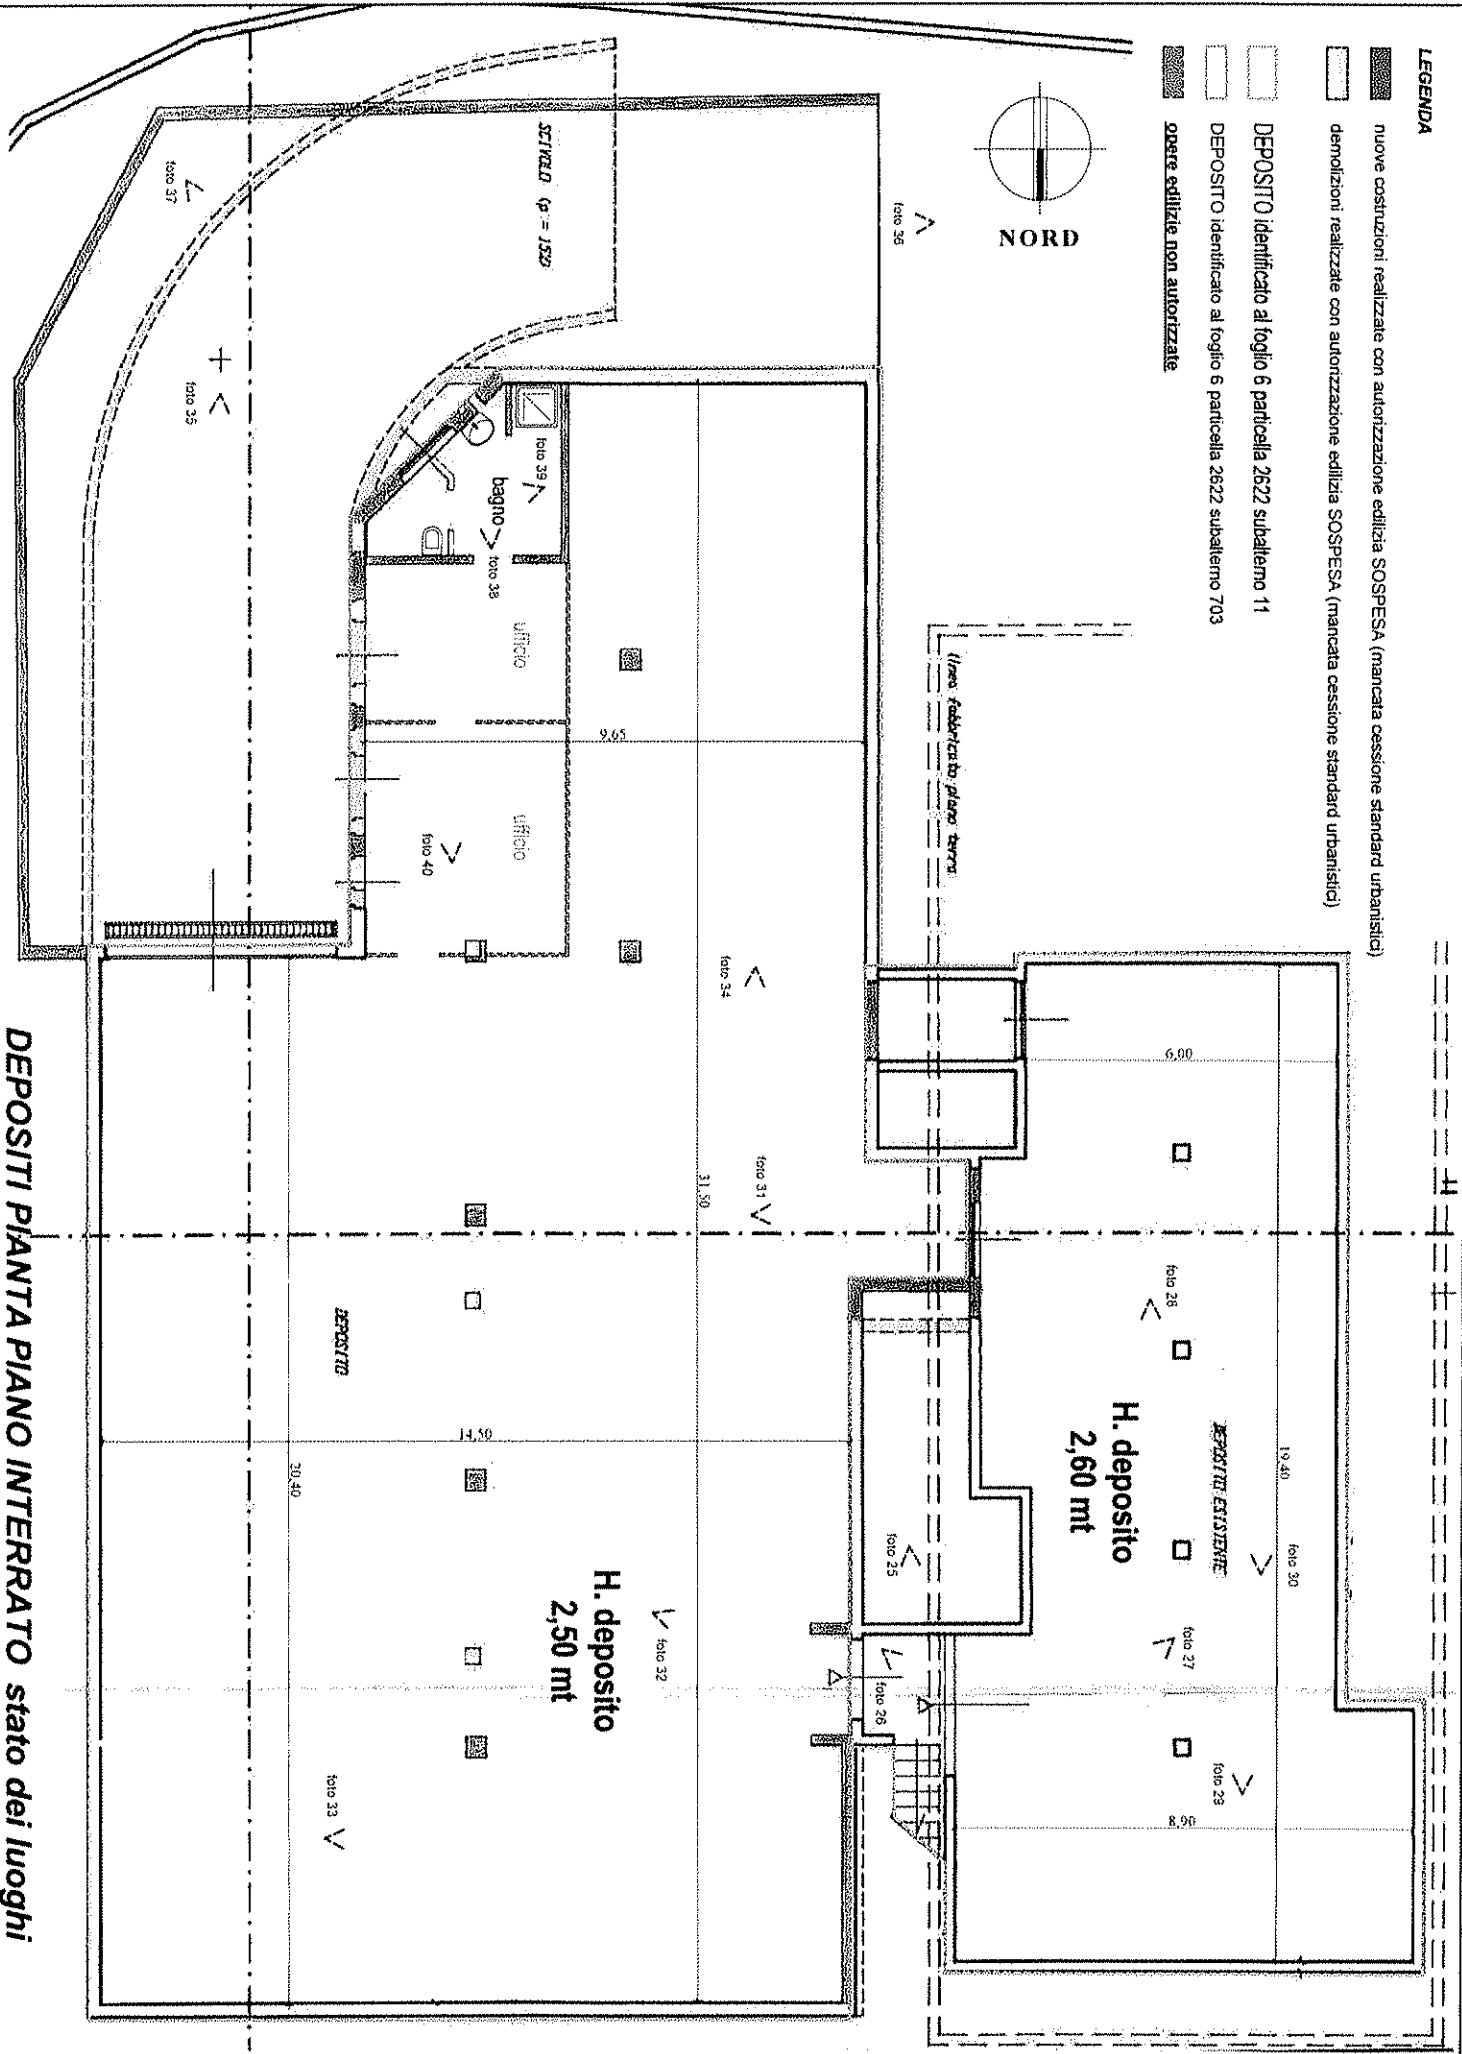 LEGENDA
nuove costruzioni realizzate con autorizzazione edilizia SOSPESA (mancata cessione standard urbanistici)
demolizioni realizzate con autorizzazione edilizia SOSPESA (mancata cessione standard urbanistici)
DEPOSITO identificato al foglio 6 particella 2622 subalterno 11
DEPOSITO identificato al foglio 6 particella 2622 subalterno 703
opere edilizie non autorizzate
NORD
foto 36
linea fabbricato piano terra
SCIVOLO (p = 15%)
foto 37
foto 35
foto 39
bagno
foto 38
ufficio
ufficio
foto 40
9,65
foto 34
foto 31
31,50
6,00
foto 28
DEPOSITO ESISTENTE
19,40
H. deposito
2,60 mt
foto 30
foto 27
foto 29
8,90
foto 25
foto 26
DEPOSITO
14,50
20,40
H. deposito
2,50 mt
foto 32
foto 33
DEPOSITI PIANTA PIANO INTERRATO stato dei luoghi